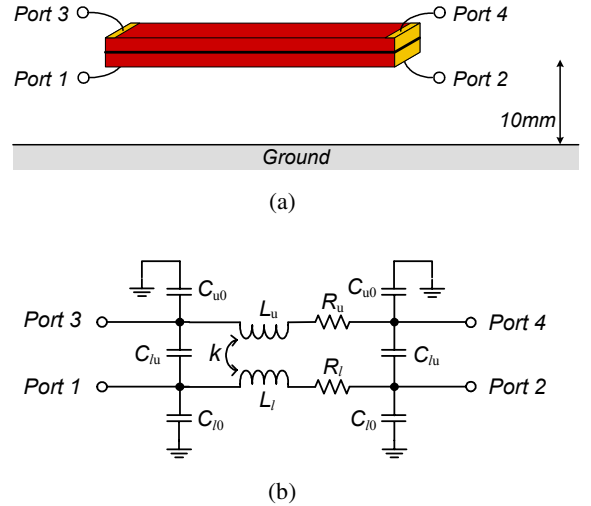 Port 3
Port 4
Port 1
Port 2
10mm
Ground
(a)
Cu0
Cu0
Lu
Ru
Port 3
Port 4
Clu
k
Clu
Port 1
Port 2
Ll
Rl
Cl0
Cl0
(b)